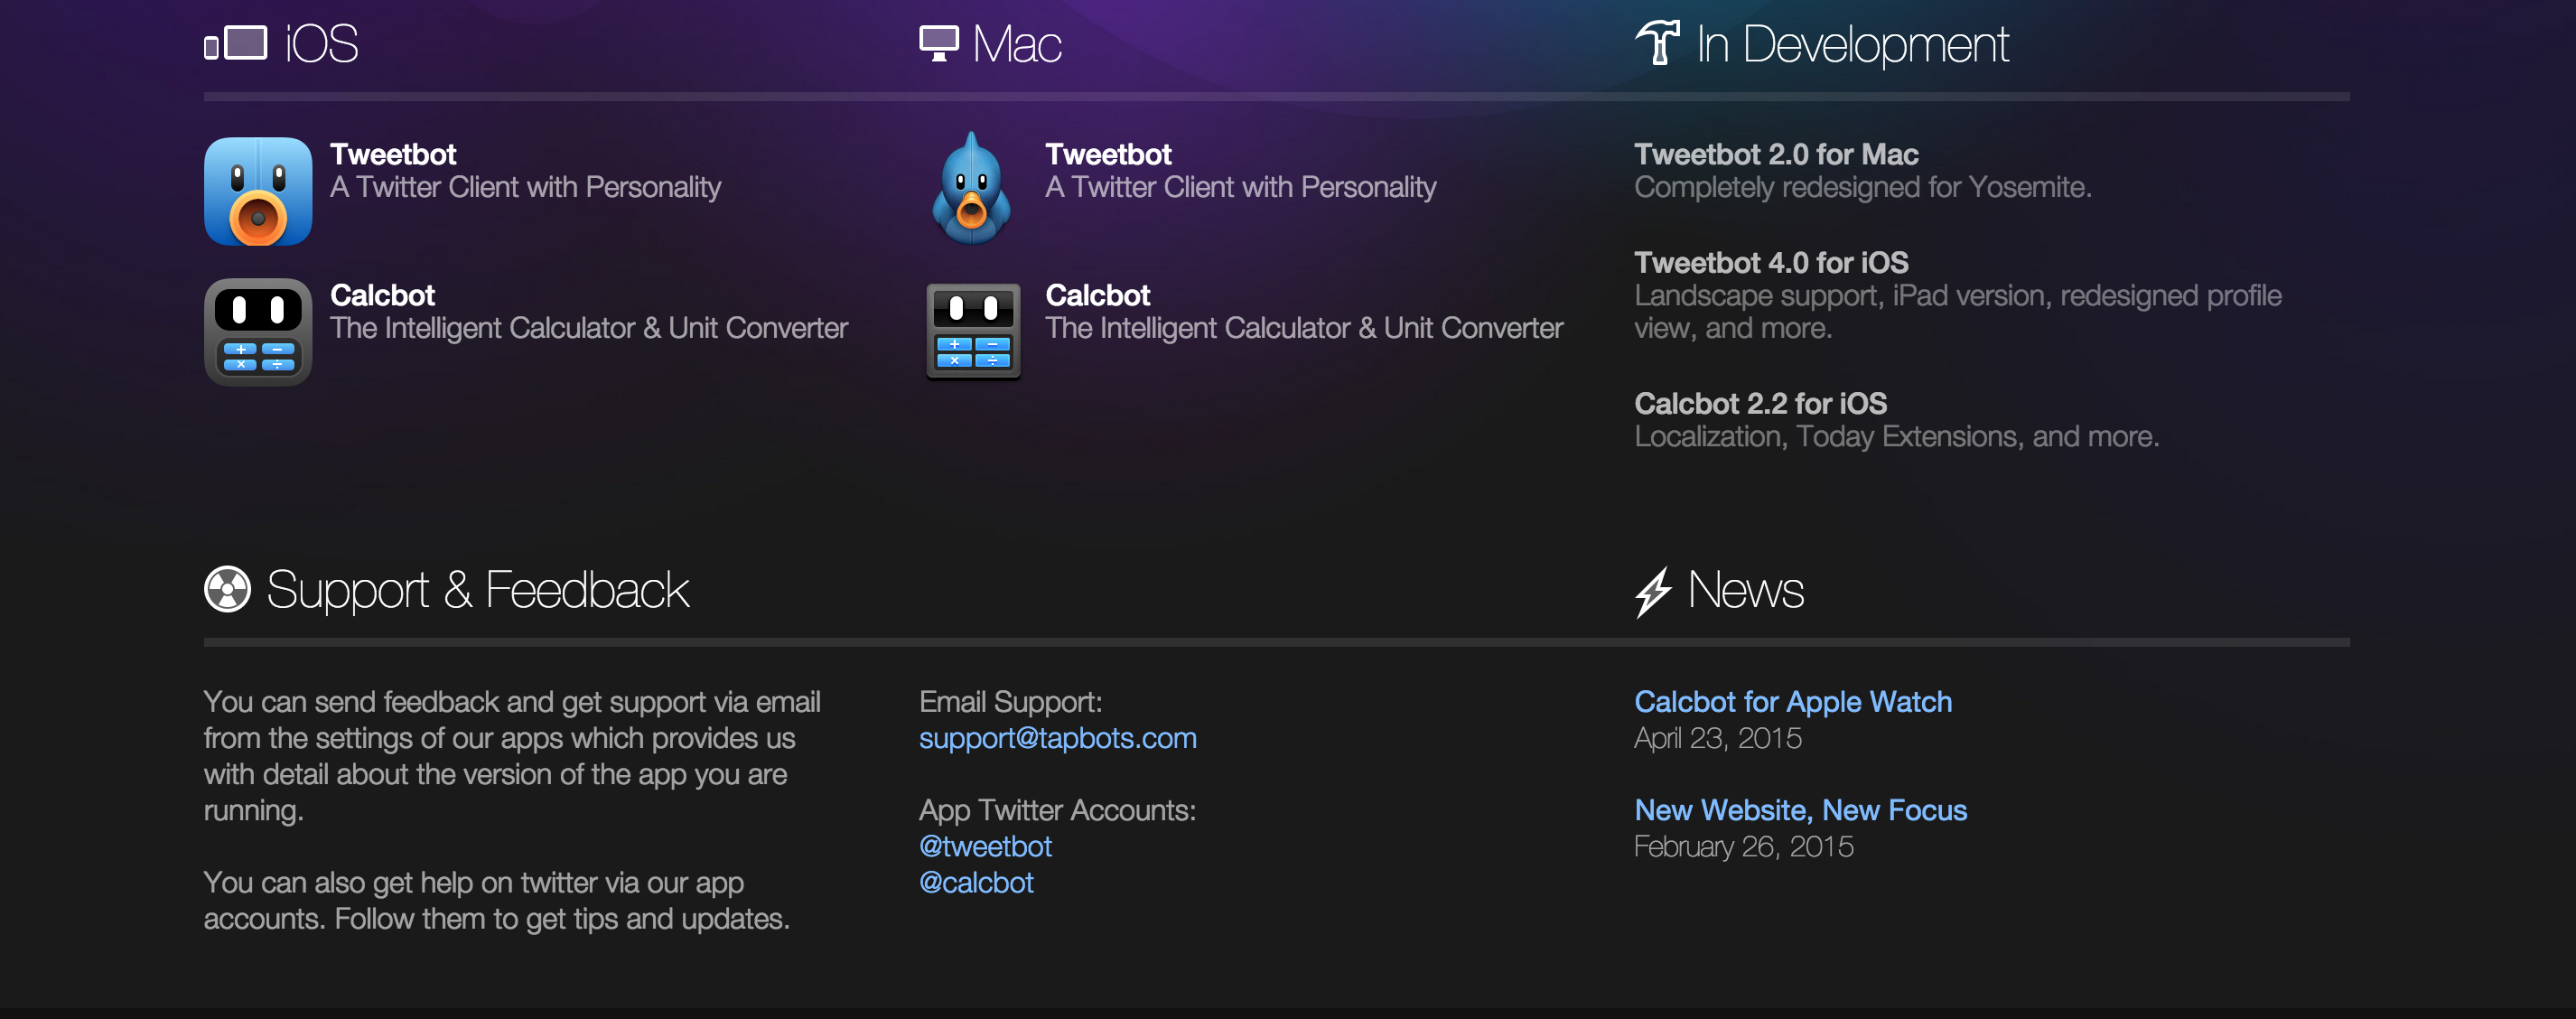 iOS
Tweetbot
A Twitter Client with Personality
Calcbot
The Intelligent Calculator & Unit Converter
Mac
Tweetbot
A Twitter Client with Personality
Calcbot
The Intelligent Calculator & Unit Converter
In Development
Tweetbot 2.0 for Mac
Completely redesigned for Yosemite.
Tweetbot 4.0 for iOS
Landscape support, iPad version, redesigned profile
view, and more.
Calcbot 2.2 for iOS
Localization, Today Extensions, and more.
Support & Feedback
You can send feedback and get support via email
from the settings of our apps which provides us
with detail about the version of the app you are
running.
You can also get help on twitter via our app
accounts. Follow them to get tips and updates.
Email Support:
support@tapbots.com
App Twitter Accounts:
@tweetbot
@calcbot
News
Calcbot for Apple Watch
April 23, 2015
New Website, New Focus
February 26, 2015